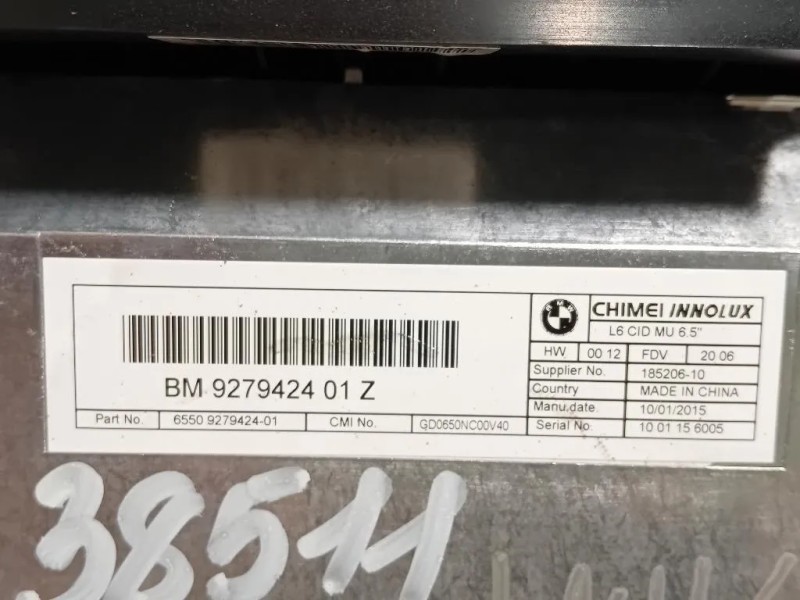 BMW
CHIMEI INNOLUX
L6 CID MU 6.5"
HW 00 12 FDV 20 06
Supplier No. 185206-10
Country MADE IN CHINA
Manu.date. 10/01/2015
Serial No. 10 01 15 6005
BM 9279424 01 Z
Part No. 6550 9279424-01 CMI No. GD0650NC00V40
38511